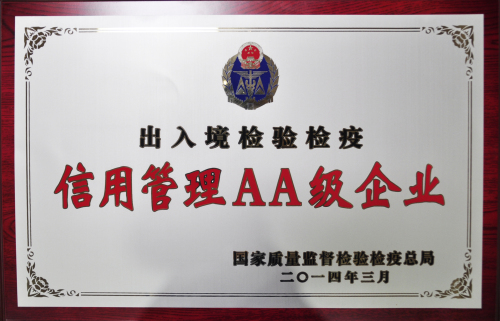 出入境检验检疫
信用管理AA级企业
国家质量监督检验检疫总局
二〇一四年三月